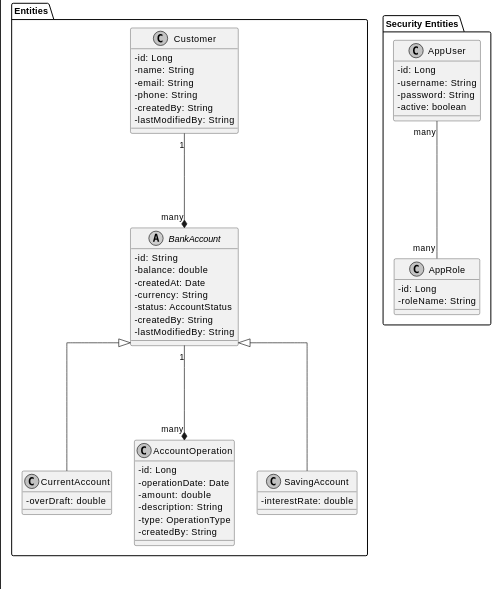 Entities
C Customer
-id: Long
-name: String
-email: String
-phone: String
-createdBy: String
-lastModifiedBy: String
1
many
A BankAccount
-id: String
-balance: double
-createdAt: Date
-currency: String
-status: AccountStatus
-createdBy: String
-lastModifiedBy: String
1
many
C CurrentAccount
-overDraft: double
C AccountOperation
-id: Long
-operationDate: Date
-amount: double
-description: String
-type: OperationType
-createdBy: String
C SavingAccount
-interestRate: double
Security Entities
C AppUser
-id: Long
-username: String
-password: String
-active: boolean
many
many
C AppRole
-id: Long
-roleName: String